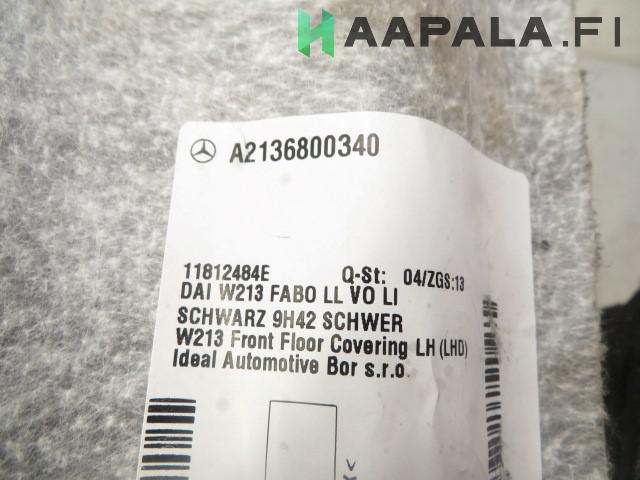 HAAPALA.FI
A2136800340
11812484E Q-St: 04/ZGS:13
DAI W213 FABO LL VO LI
SCHWARZ 9H42 SCHWER
W213 Front Floor Covering LH (LHD)
Ideal Automotive Bor s.r.o.